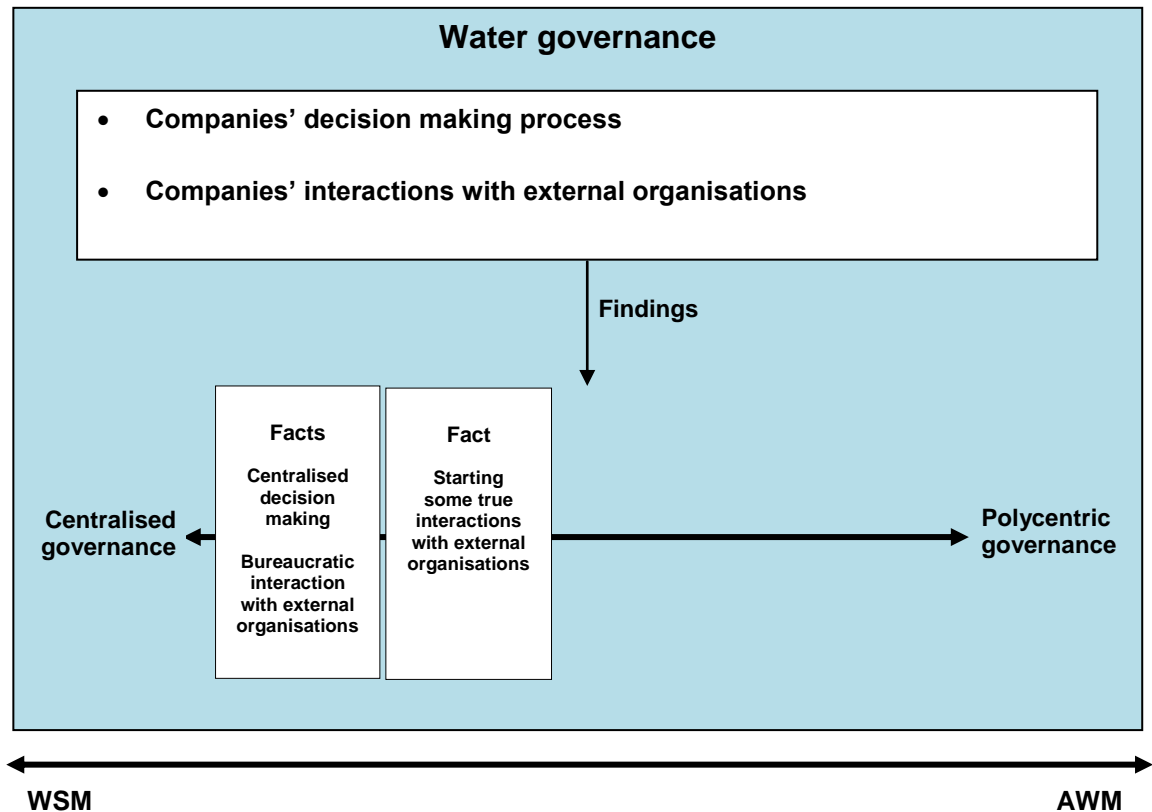 Water governance
• Companies’ decision making process
• Companies’ interactions with external organisations
Findings
Facts
Centralised
decision
making
Bureaucratic
interaction
with external
organisations
Fact
Starting
some true
interactions
with external
organisations
Centralised
governance
Polycentric
governance
WSM
AWM